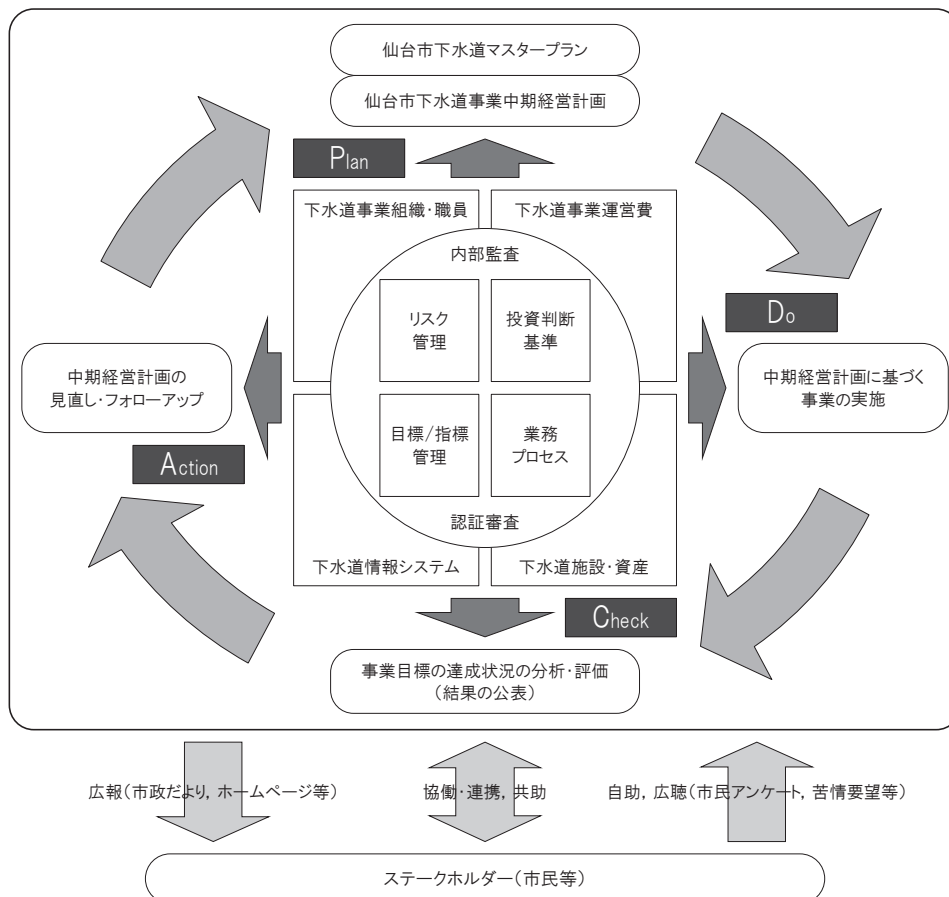 仙台市下水道マスタープラン
仙台市下水道事業中期経営計画
Plan
下水道事業組織・職員
下水道事業運営費
内部監査
リスク
管理
投資判断
基準
Do
中期経営計画の
見直し・フォローアップ
中期経営計画に基づく
事業の実施
目標/指標
管理
業務
プロセス
Action
認証審査
下水道情報システム
下水道施設・資産
Check
事業目標の達成状況の分析・評価
（結果の公表）
広報（市政だより，ホームページ等）
協働・連携，共助
自助，広聴（市民アンケート，苦情要望等）
ステークホルダー（市民等）